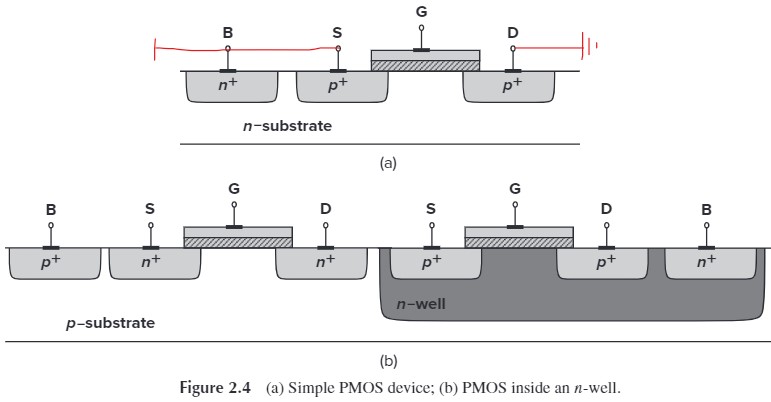 G
B S D
n+ p+ p+
n-substrate
(a)
B S G D S G D B
p+ n+ n+ p+ p+ n+
n-well
p-substrate
(b)
Figure 2.4 (a) Simple PMOS device; (b) PMOS inside an n-well.